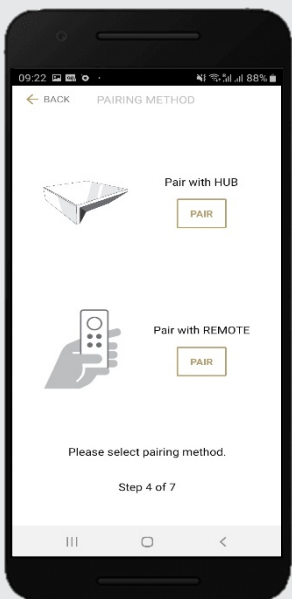 09:22 88%
BACK PAIRING METHOD
Pair with HUB
PAIR
Pair with REMOTE
PAIR
Please select pairing method.
Step 4 of 7